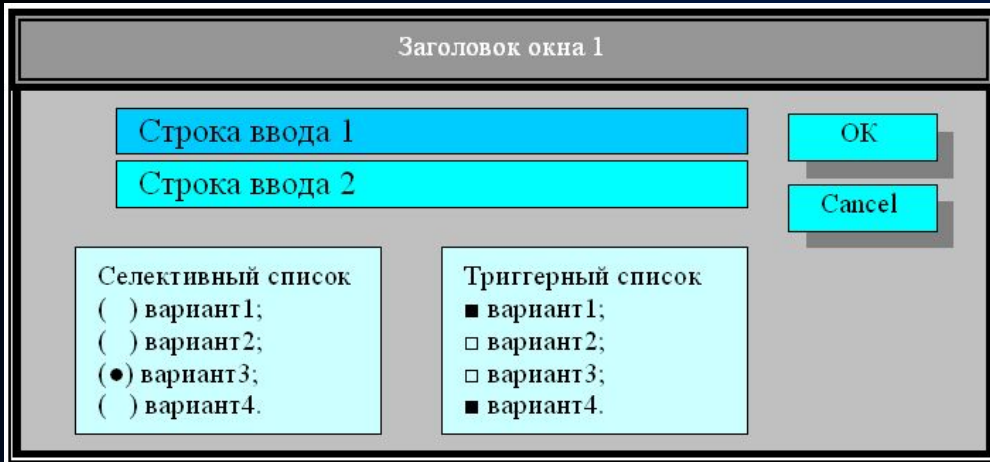 Заголовок окна 1
Строка ввода 1
Строка ввода 2
OK
Cancel
Селективный список
( ) вариант1;
( ) вариант2;
(●) вариант3;
( ) вариант4.
Триггерный список
■ вариант1;
□ вариант2;
□ вариант3;
■ вариант4.